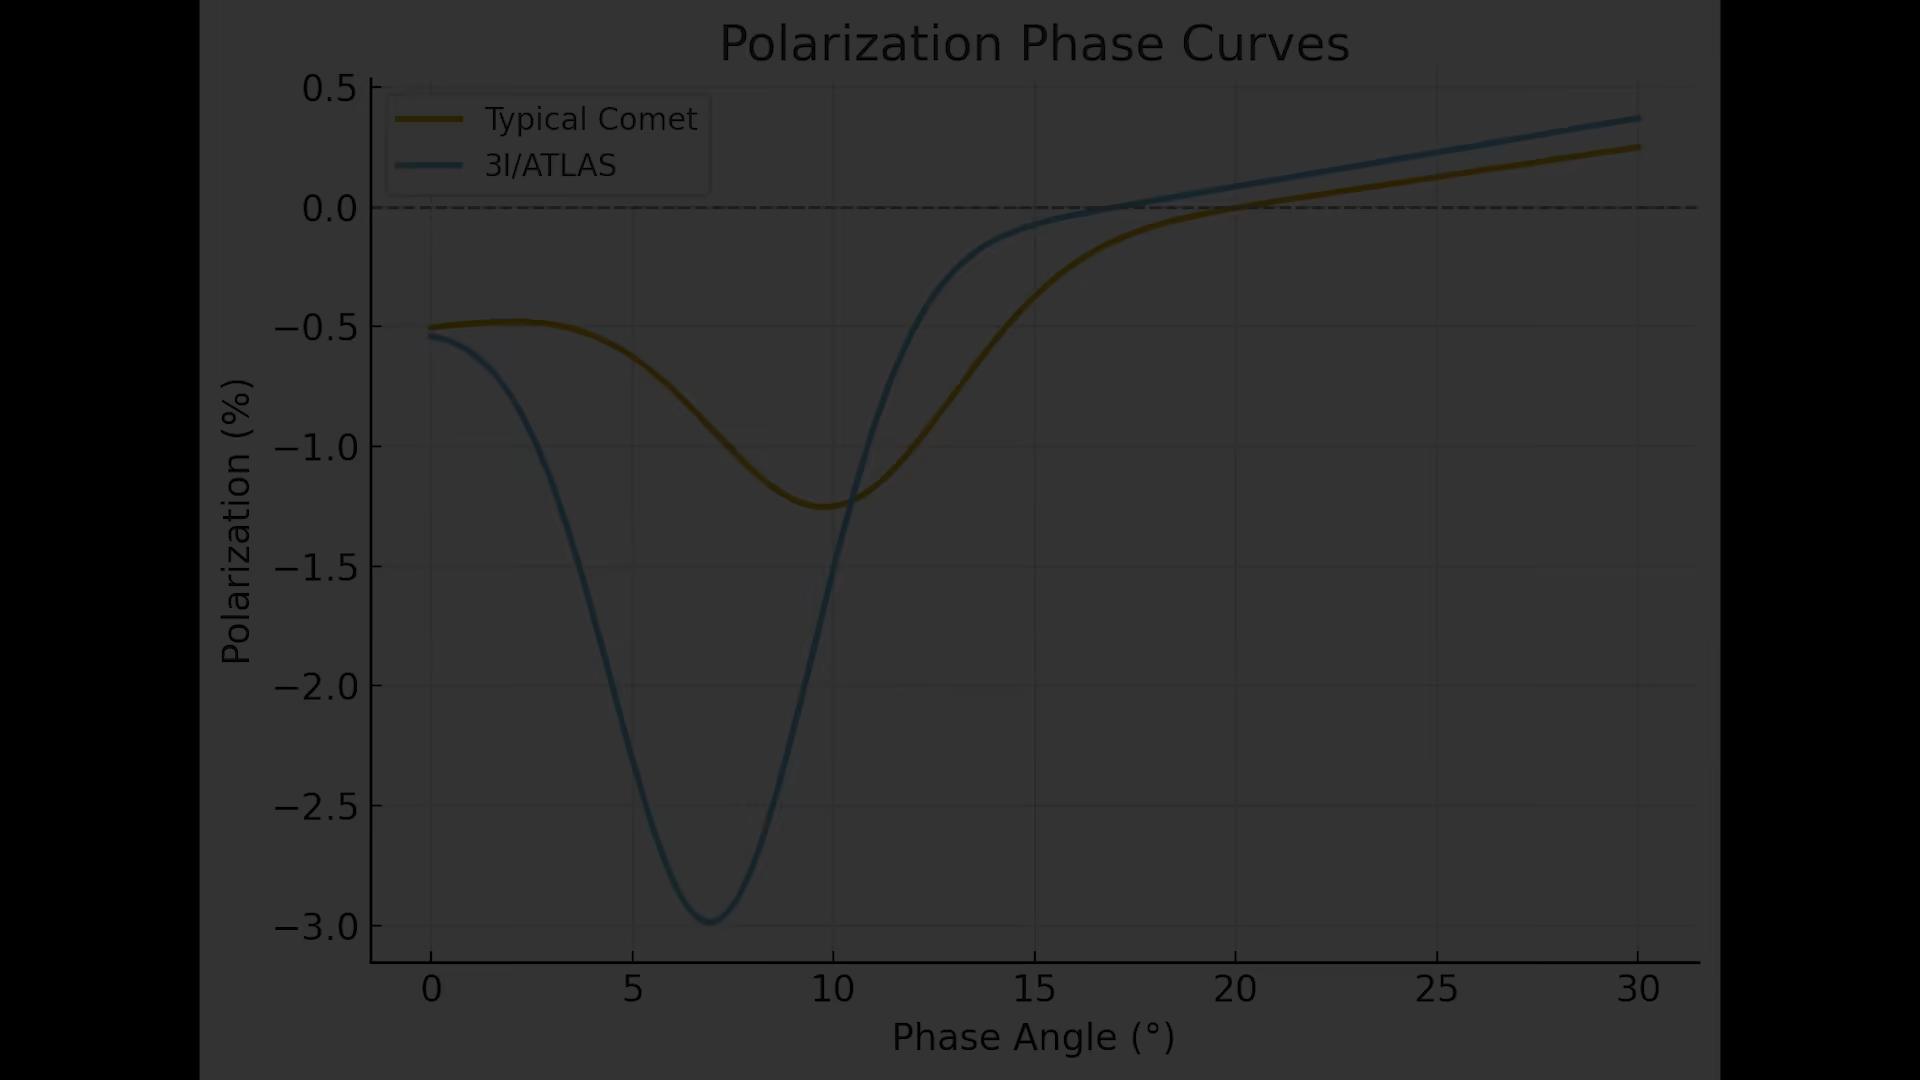 Polarization Phase Curves
Typical Comet
3I/ATLAS
0.5
0.0
−0.5
−1.0
−1.5
−2.0
−2.5
−3.0
Polarization (%)
0 5 10 15 20 25 30
Phase Angle (°)